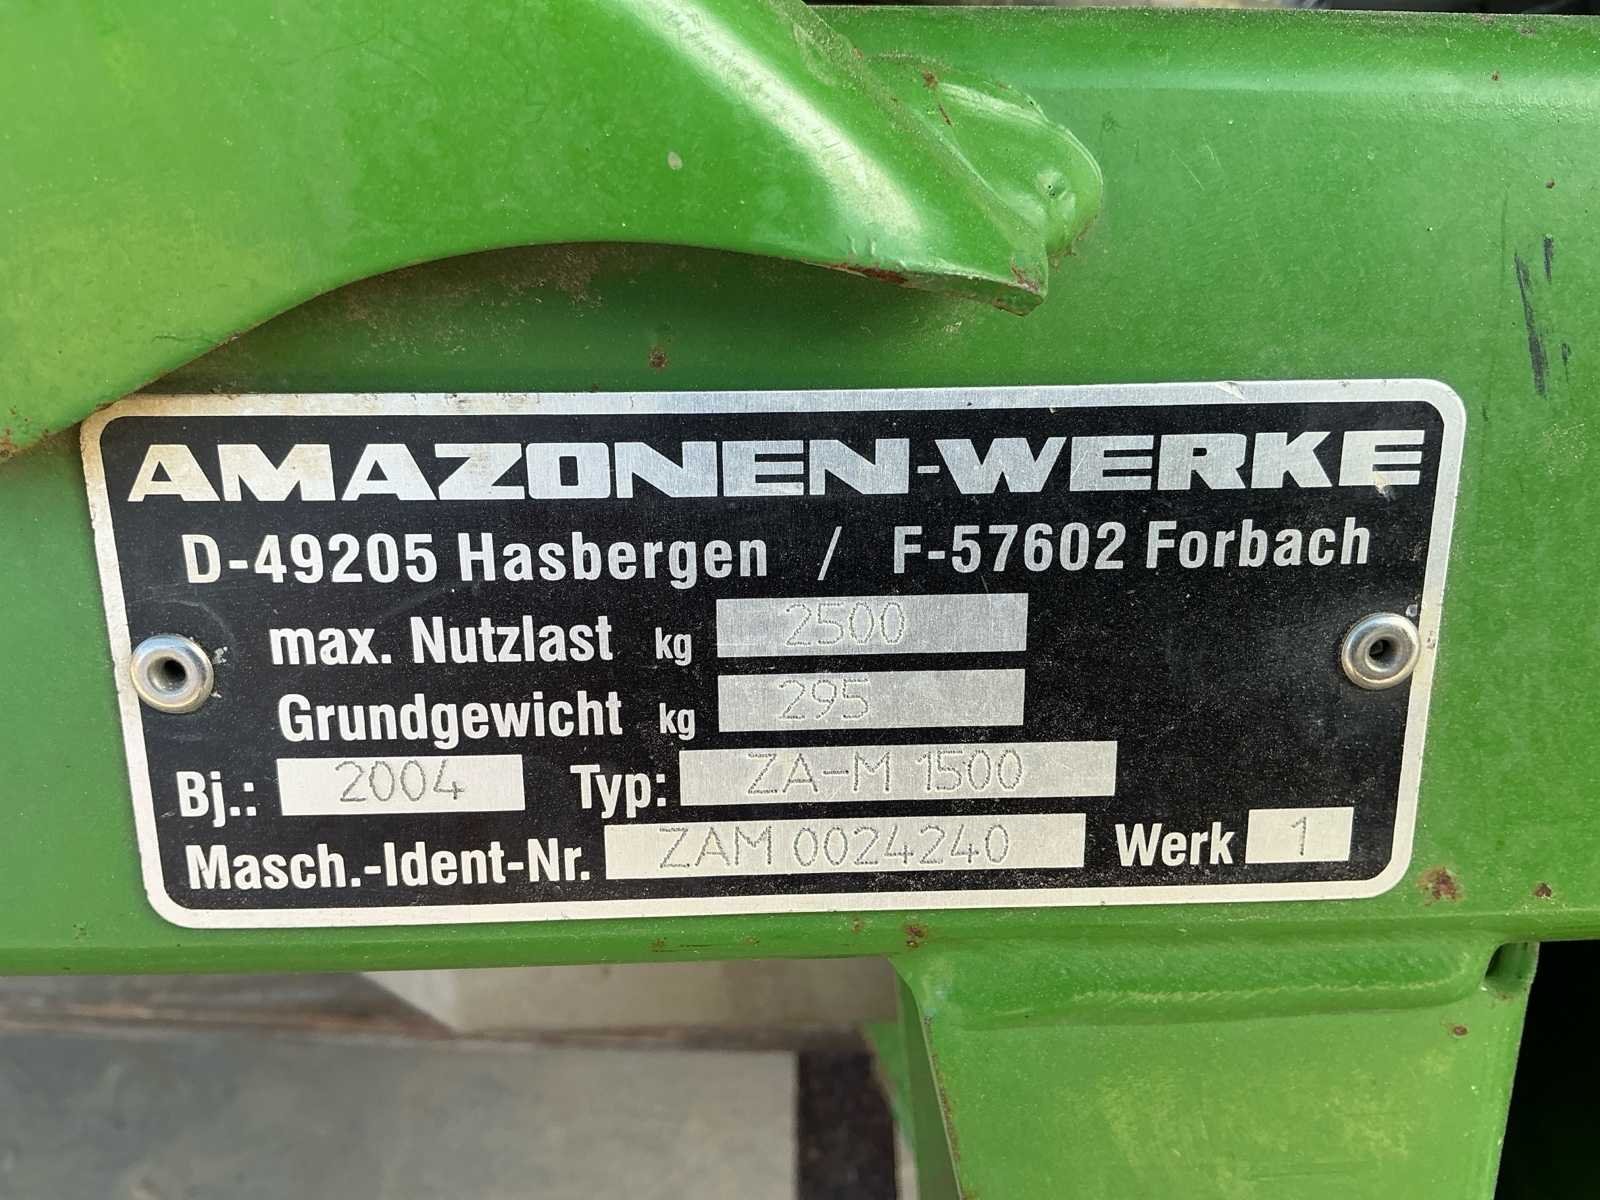 AMAZONEN-WERKE
D-49205 Hasbergen / F-57602 Forbach
max. Nutzlast kg 2500
Grundgewicht kg 295
Bj.: 2004 Typ: ZA-M 1500
Masch.-Ident-Nr. ZAM 0024240 Werk 1